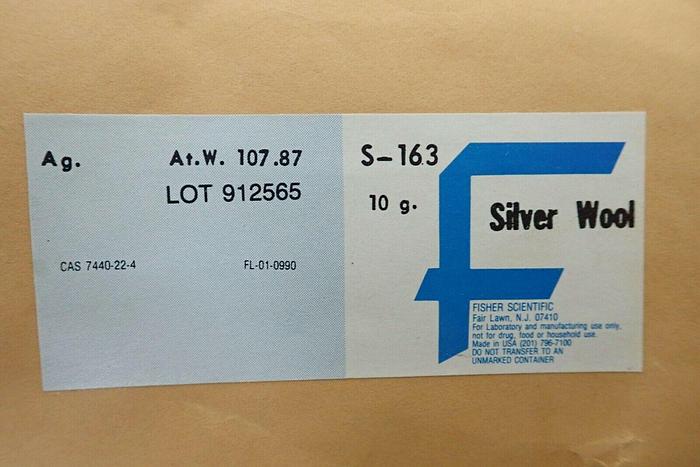 Ag.
At.W. 107.87
LOT 912565
CAS 7440-22-4
FL-01-0990
S-163
10 g.
Silver Wool
FISHER SCIENTIFIC
Fair Lawn, N.J. 07410
For Laboratory and manufacturing use only,
not for drug, food or household use.
Made in USA (201) 796-7100
DO NOT TRANSFER TO AN
UNMARKED CONTAINER